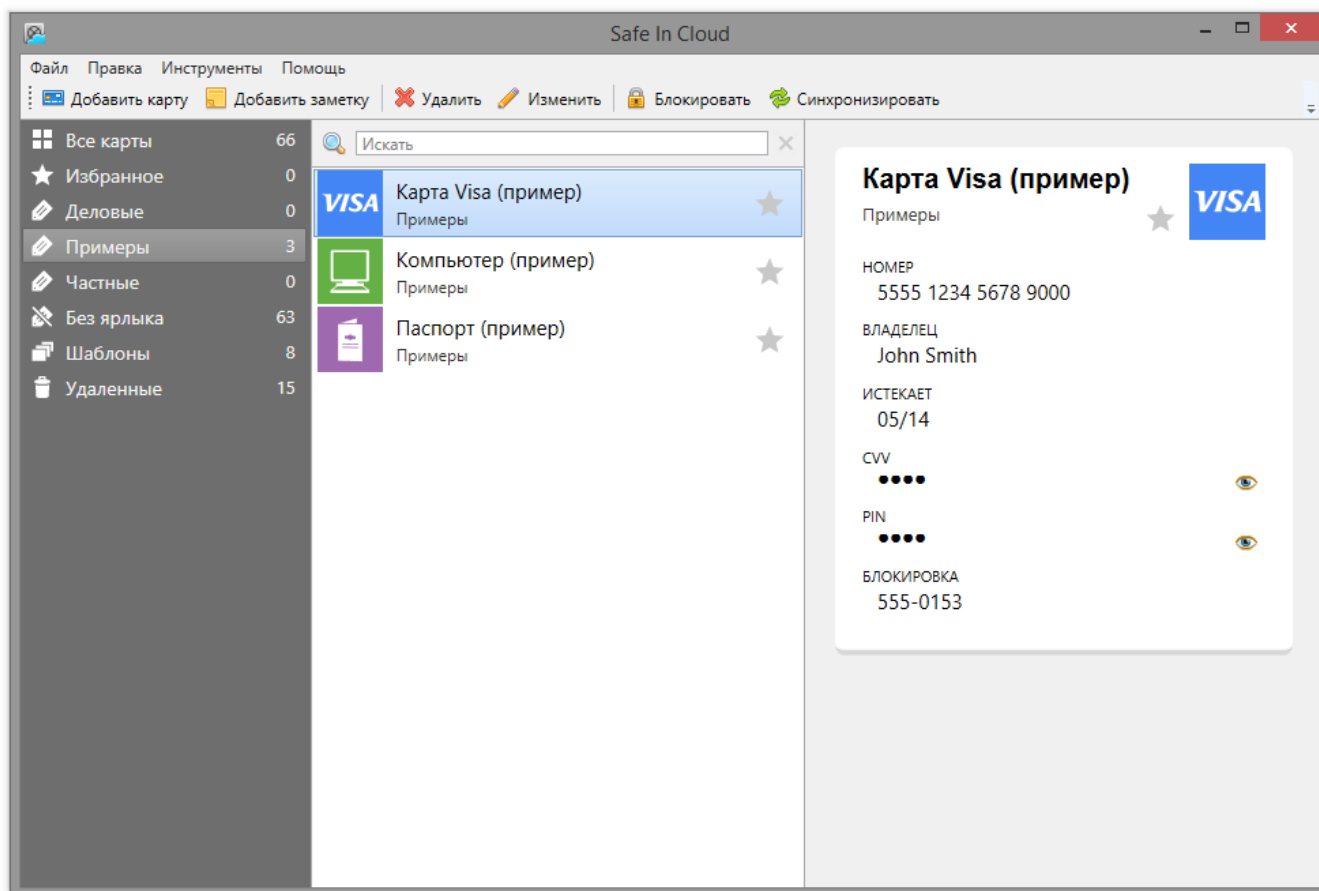 Safe In Cloud
Файл Правка Инструменты Помощь
Добавить карту Добавить заметку Удалить Изменить Блокировать Синхронизировать
Все карты 66
Избранное 0
Деловые 0
Примеры 3
Частные 0
Без ярлыка 63
Шаблоны 8
Удаленные 15
Искать
VISA
Карта Visa (пример)
Примеры
Компьютер (пример)
Примеры
Паспорт (пример)
Примеры
Карта Visa (пример)
Примеры
VISA
НОМЕР
5555 1234 5678 9000
ВЛАДЕЛЕЦ
John Smith
ИСТЕКАЕТ
05/14
CVV
••••
PIN
••••
БЛОКИРОВКА
555-0153